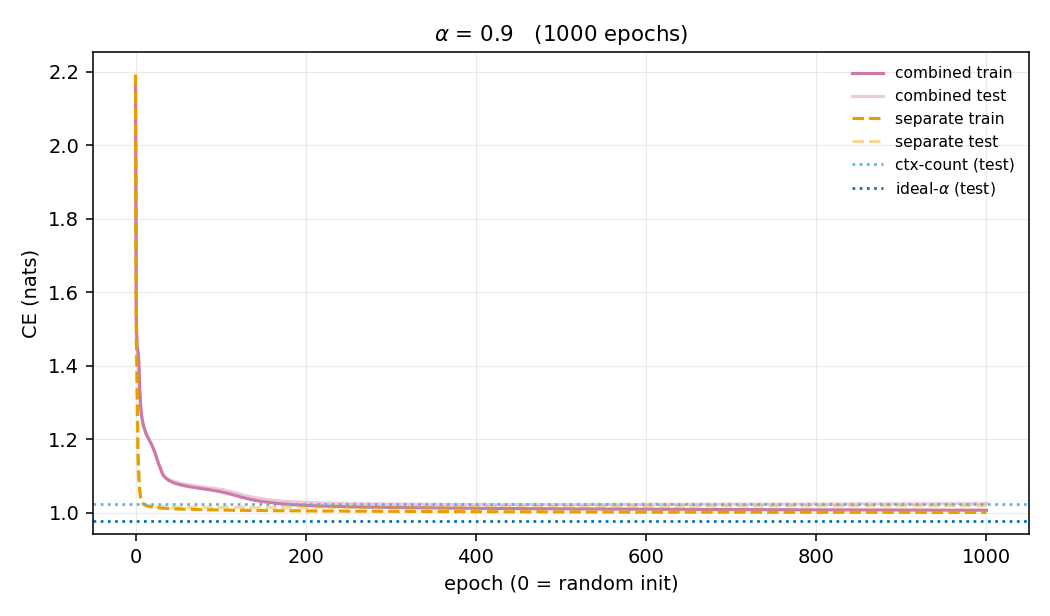 α = 0.9 (1000 epochs)
combined train
combined test
separate train
separate test
ctx-count (test)
ideal-α (test)
CE (nats)
2.2
2.0
1.8
1.6
1.4
1.2
1.0
0 200 400 600 800 1000
epoch (0 = random init)